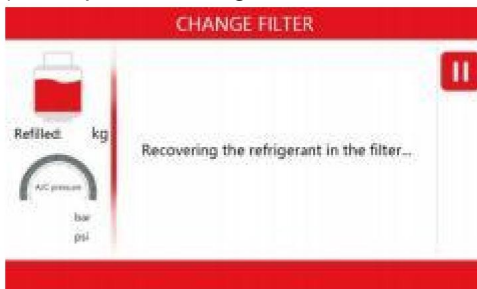 CHANGE FILTER
Refilled: kg
Recovering the refrigerant in the filter...
A/C pressure
bar
psi